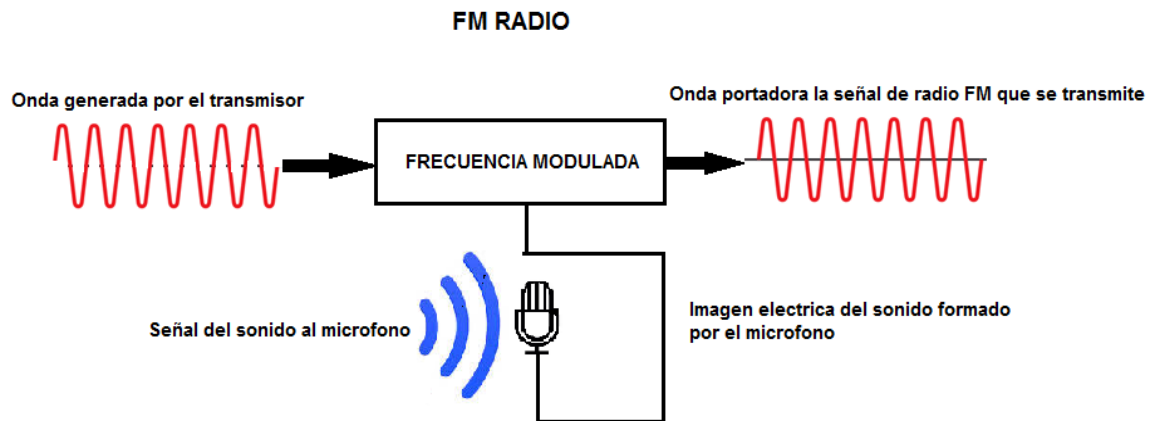 FM RADIO
Onda generada por el transmisor
Onda portadora la señal de radio FM que se transmite
FRECUENCIA MODULADA
Señal del sonido al microfono
Imagen electrica del sonido formado
por el microfono